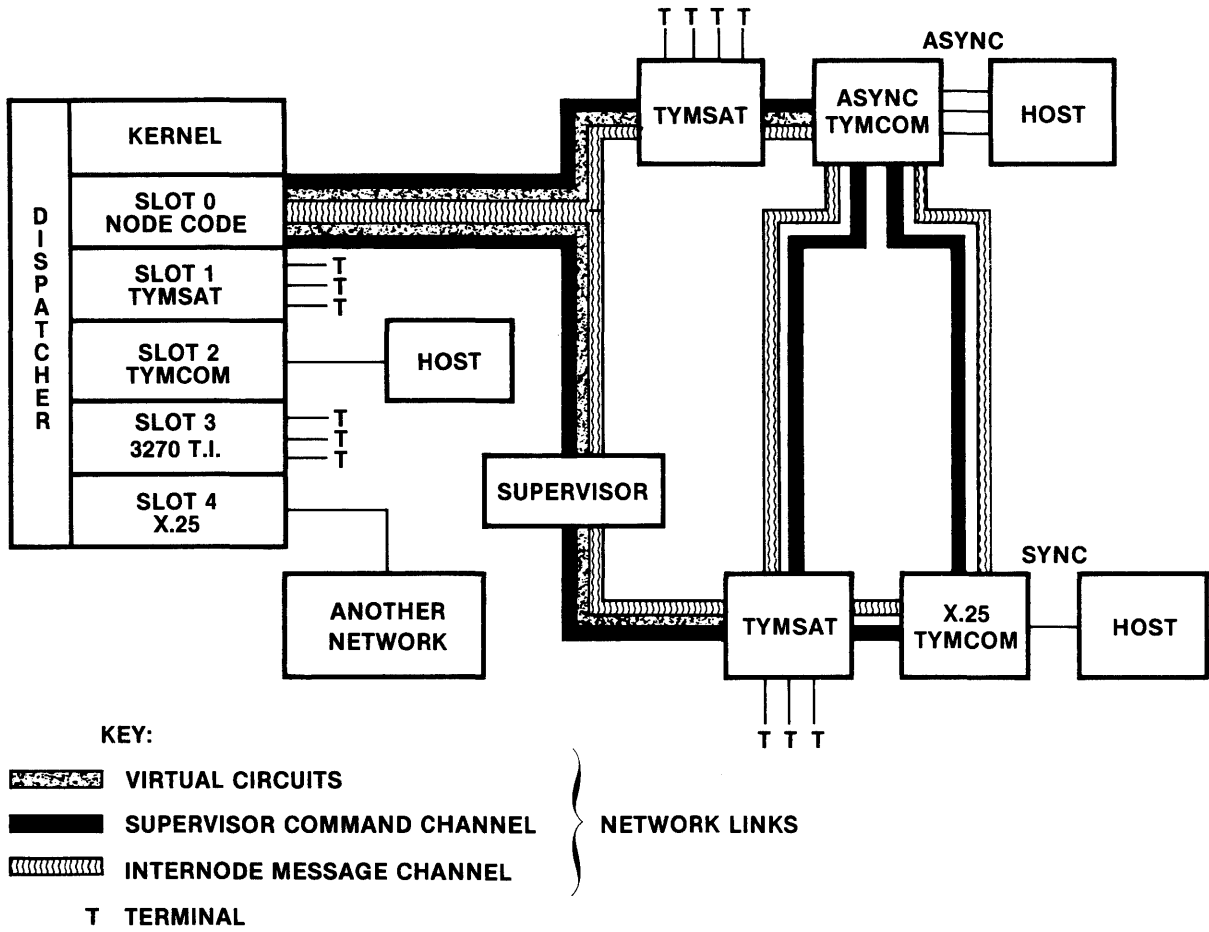 T T T T
ASYNC
KERNEL
TYMSAT
ASYNC
TYMCOM
HOST
DISPATCHER
SLOT 0
NODE CODE
SLOT 1
TYMSAT
T
T
T
SLOT 2
TYMCOM
HOST
SLOT 3
3270 T.I.
T
T
T
SLOT 4
X.25
SUPERVISOR
SYNC
ANOTHER
NETWORK
TYMSAT
X.25
TYMCOM
HOST
T T T
KEY:
VIRTUAL CIRCUITS
SUPERVISOR COMMAND CHANNEL
NETWORK LINKS
INTERNODE MESSAGE CHANNEL
T TERMINAL